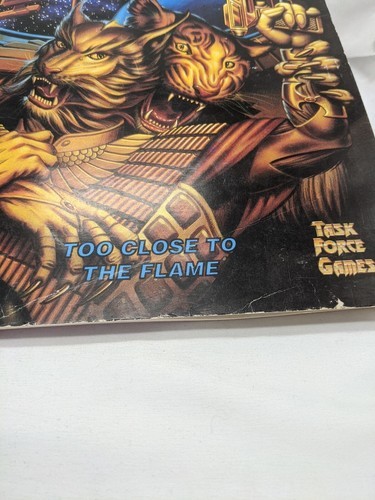 TOO CLOSE TO
THE FLAME
TASK
FORCE
GAMES